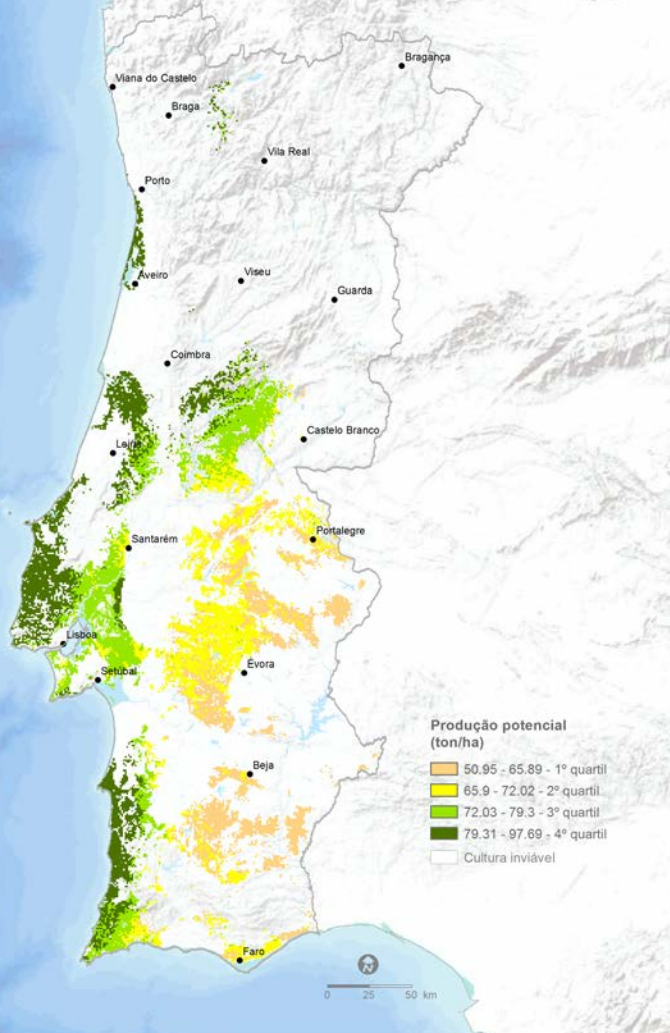 Bragança
Viana do Castelo
Braga
Vila Real
Porto
Aveiro
Viseu
Guarda
Coimbra
Castelo Branco
Leiria
Santarém
Portalegre
Lisboa
Setúbal
Évora
Produção potencial
(ton/ha)
50.95 - 65.89 - 1º quartil
65.9 - 72.02 - 2º quartil
72.03 - 79.3 - 3º quartil
79.31 - 97.69 - 4º quartil
Cultura inviável
Beja
Faro
N
0 25 50 km